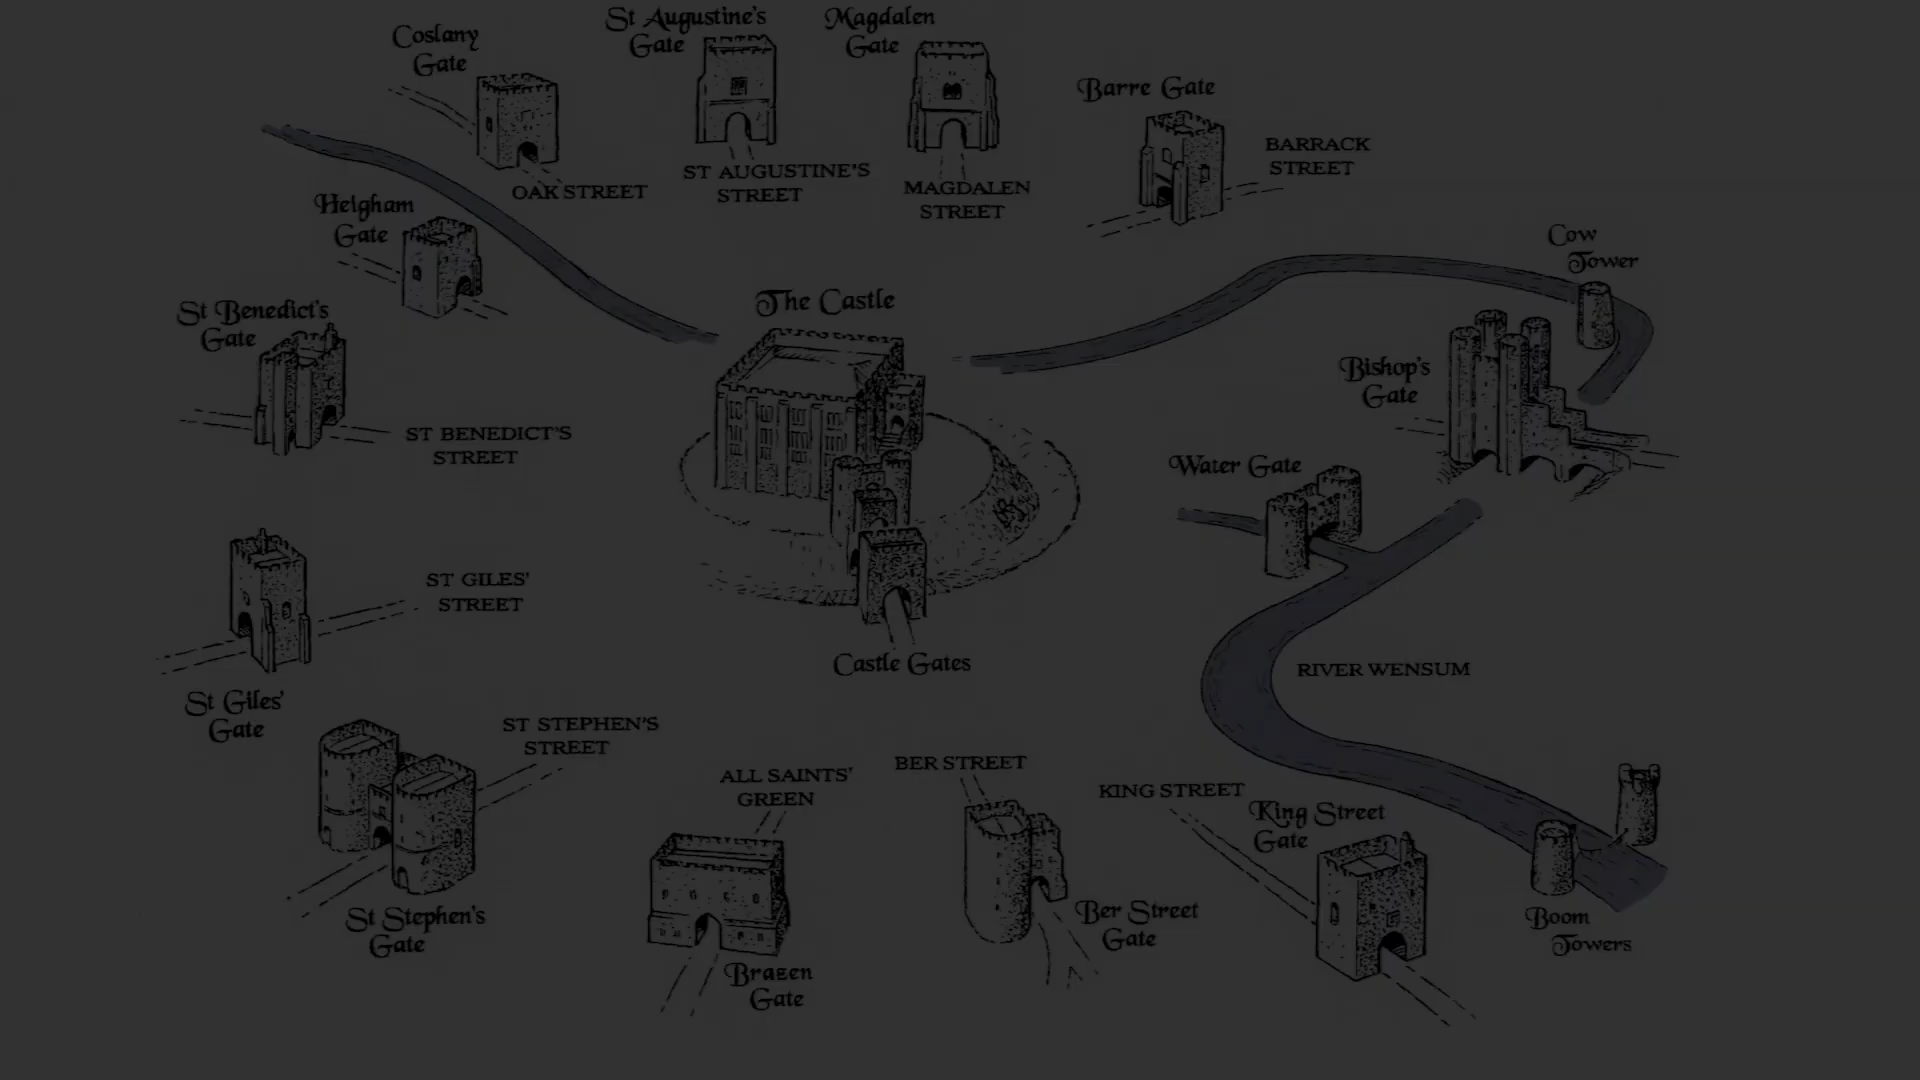 St Augustine's
Gate
Magdalen
Gate
Coslany
Gate
Barre Gate
BARRACK
STREET
ST AUGUSTINE'S
STREET
OAK STREET
MAGDALEN
STREET
Helgham
Gate
Cow
Tower
The Castle
St Benedict's
Gate
Bishop's
Gate
ST BENEDICT'S
STREET
Water Gate
ST GILES'
STREET
Castle Gates
RIVER WENSUM
St Giles'
Gate
ST STEPHEN'S
STREET
ALL SAINTS'
GREEN
BER STREET
KING STREET
King Street
Gate
St Stephen's
Gate
Ber Street
Gate
Boom
Towers
Brazen
Gate